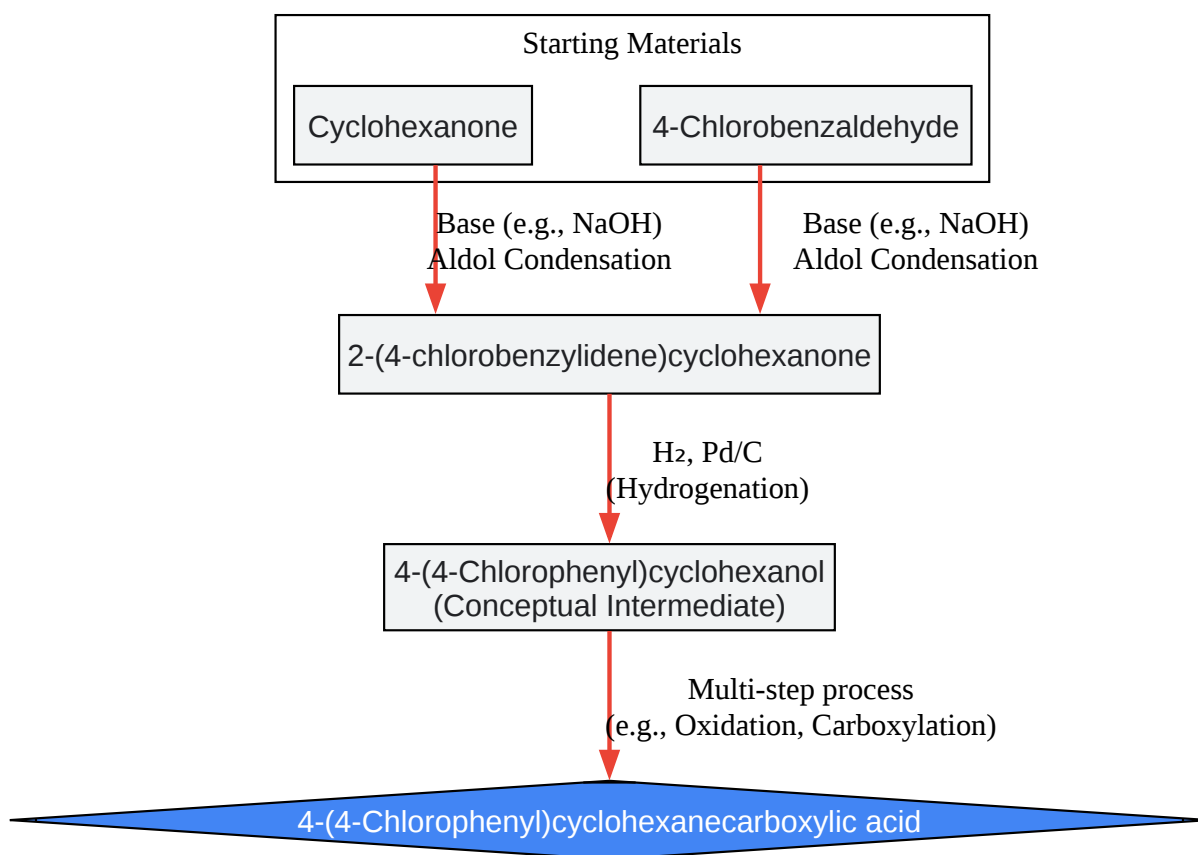 Starting Materials
Cyclohexanone
4-Chlorobenzaldehyde
Base (e.g., NaOH)
Aldol Condensation
Base (e.g., NaOH)
Aldol Condensation
2-(4-chlorobenzylidene)cyclohexanone
H₂, Pd/C
(Hydrogenation)
4-(4-Chlorophenyl)cyclohexanol
(Conceptual Intermediate)
Multi-step process
(e.g., Oxidation, Carboxylation)
4-(4-Chlorophenyl)cyclohexanecarboxylic acid